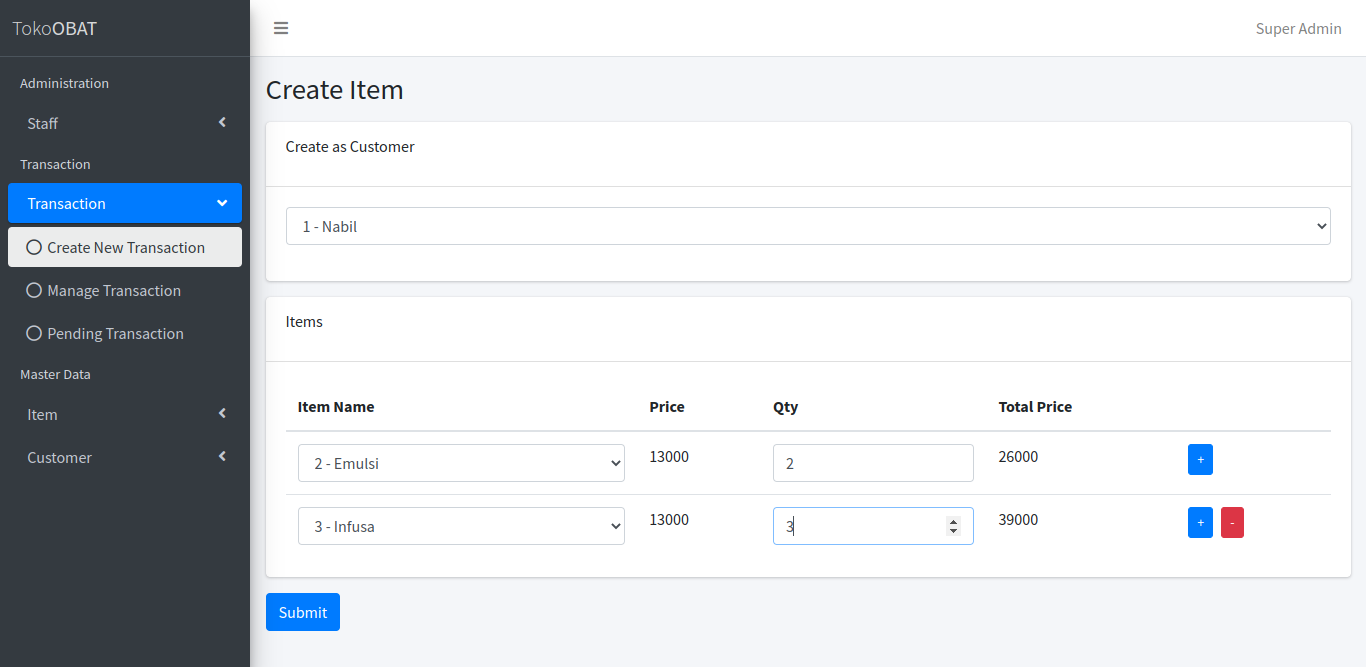 TokoOBAT
Super Admin
Administration
Staff
Transaction
Transaction
Create New Transaction
Manage Transaction
Pending Transaction
Master Data
Item
Customer
Create Item
Create as Customer
1 - Nabil
Items
Item Name Price Qty Total Price
2 - Emulsi 13000 2 26000 +
3 - Infusa 13000 3 39000 + -
Submit